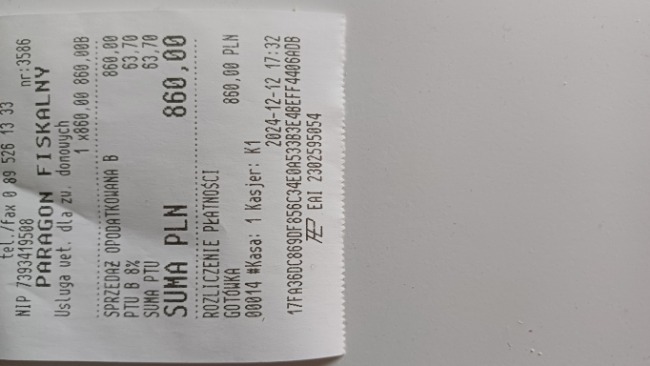 tel./fax 0 89 526 13 33
NIP 7393419508 nr:3586
PARAGON FISKALNY
Usługa wet. dla zw. domowych
1 x860,00 860,00B
SPRZEDAŻ OPODATKOWANA B 860,00
PTU B 8% 63,70
SUMA PTU 63,70
SUMA PLN 860,00
ROZLICZENIE PŁATNOŚCI
GOTÓWKA 860,00 PLN
00014 #Kasa: 1 Kasjer: K1
2024-12-12 17:32
17FA36DC869DF856C34E0A533B3E4BEFF4406ADB
EAI 2302595054